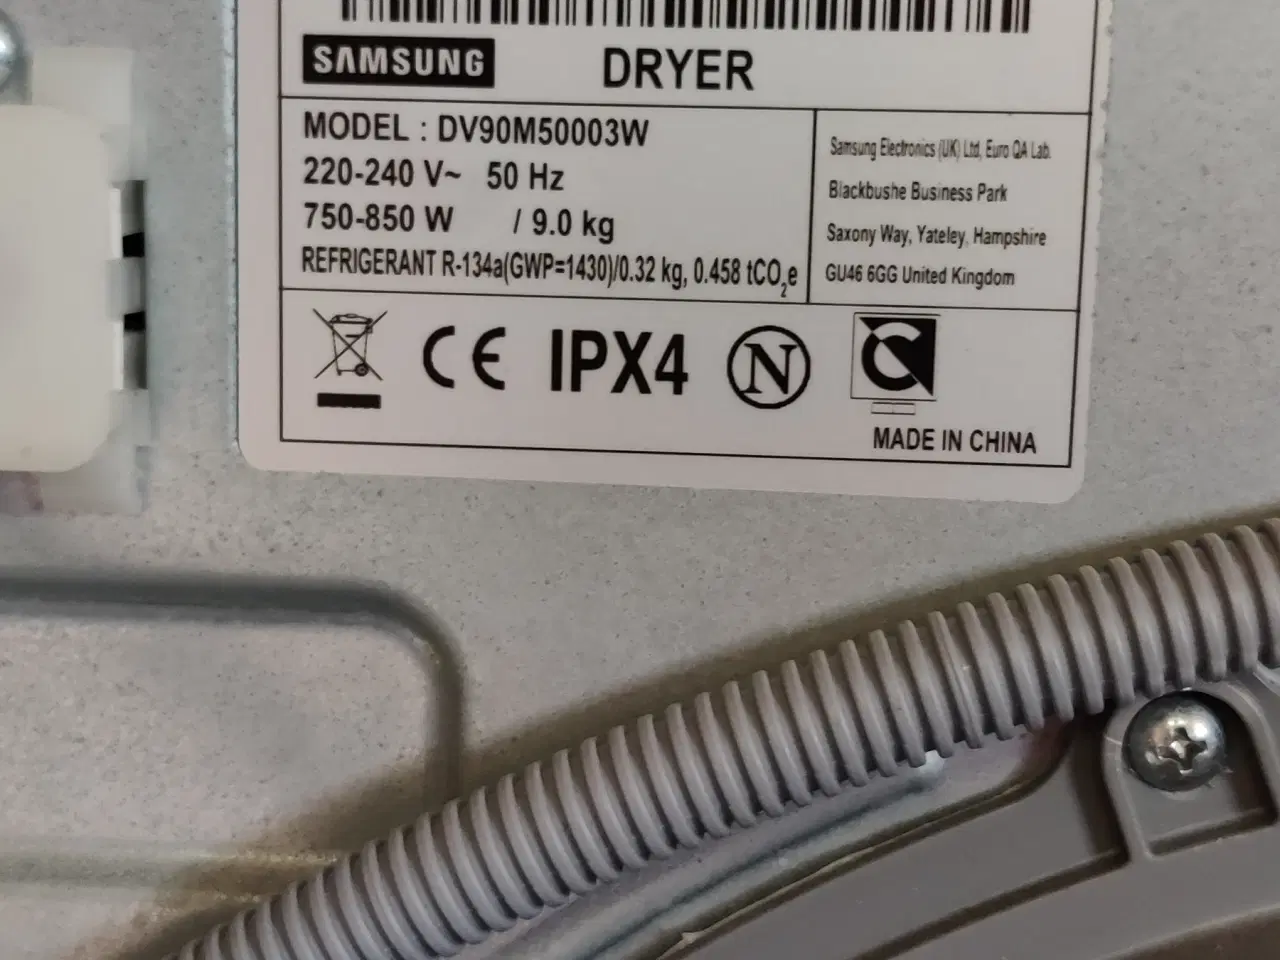 SAMSUNG DRYER
MODEL : DV90M50003W
220-240 V~ 50 Hz
750-850 W / 9.0 kg
REFRIGERANT R-134a(GWP=1430)/0.32 kg, 0.458 tCO₂e
Samsung Electronics (UK) Ltd, Euro QA Lab.
Blackbushe Business Park
Saxony Way, Yateley, Hampshire
GU46 6GG United Kingdom
CE IPX4 N C
MADE IN CHINA